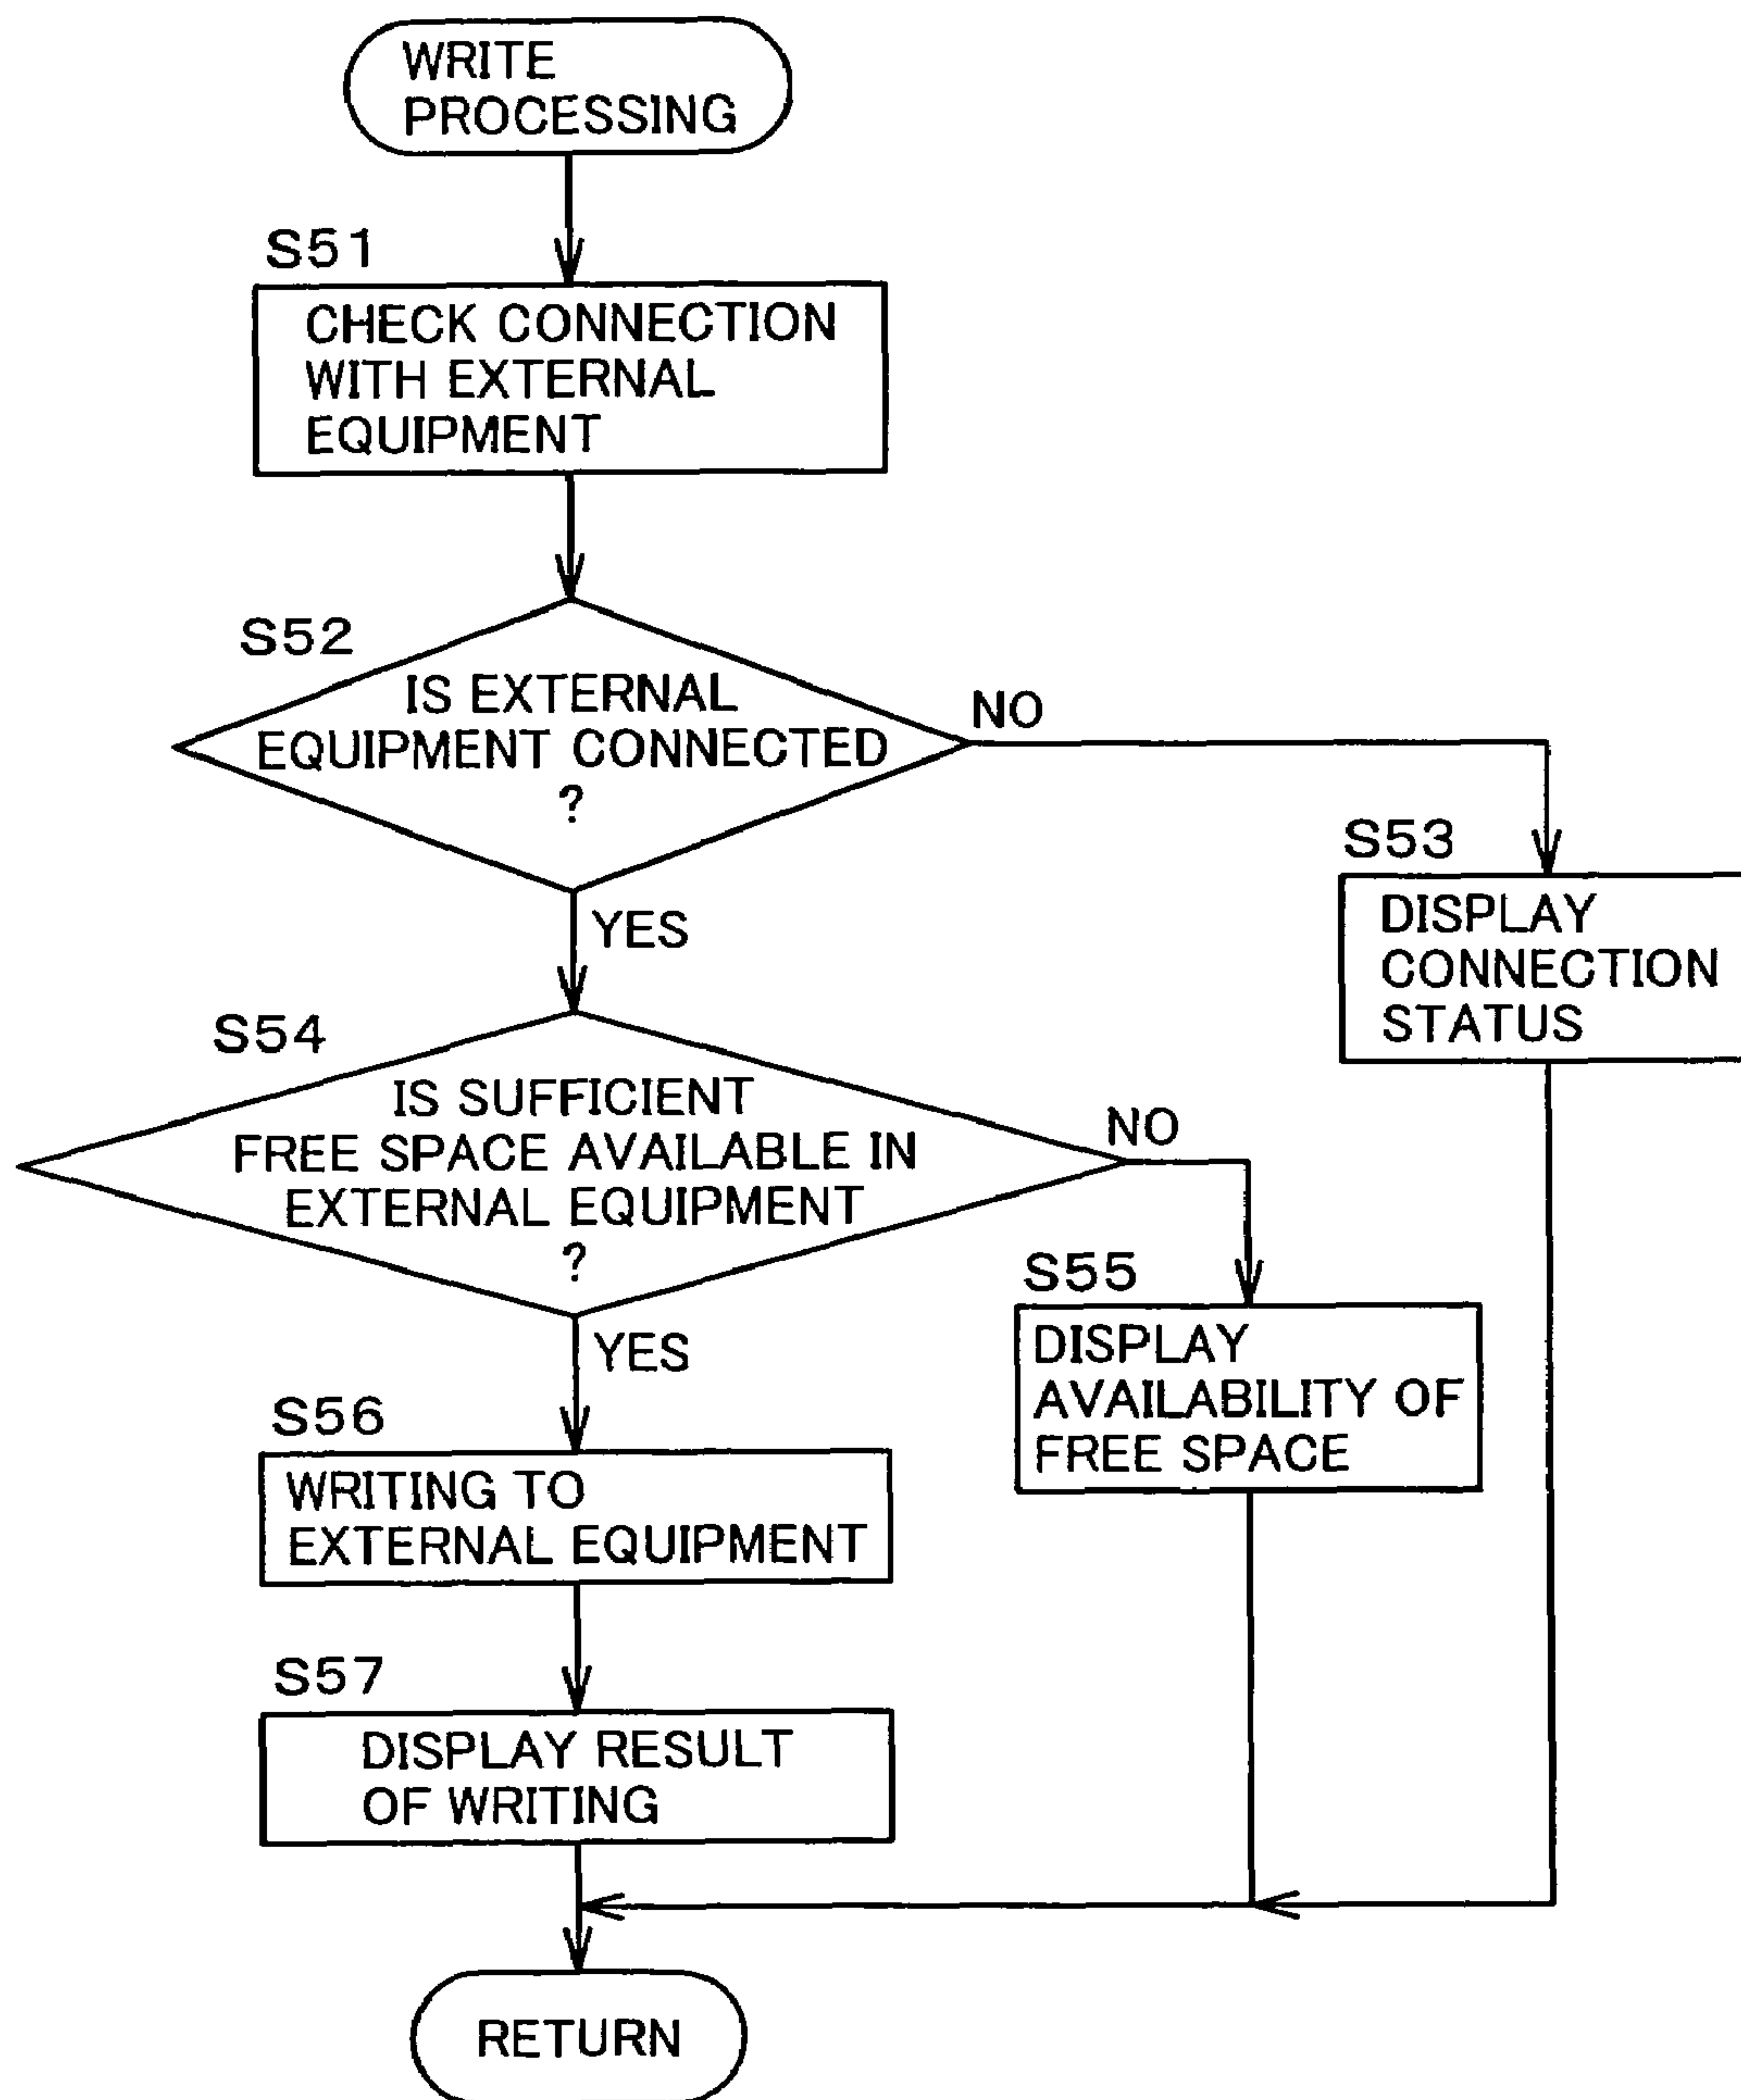 WRITE
PROCESSING
S51
CHECK CONNECTION
WITH EXTERNAL
EQUIPMENT
S52
IS EXTERNAL
EQUIPMENT CONNECTED
?
NO
YES
S53
DISPLAY
CONNECTION
STATUS
S54
IS SUFFICIENT
FREE SPACE AVAILABLE IN
EXTERNAL EQUIPMENT
?
NO
YES
S55
DISPLAY
AVAILABILITY OF
FREE SPACE
S56
WRITING TO
EXTERNAL EQUIPMENT
S57
DISPLAY RESULT
OF WRITING
RETURN